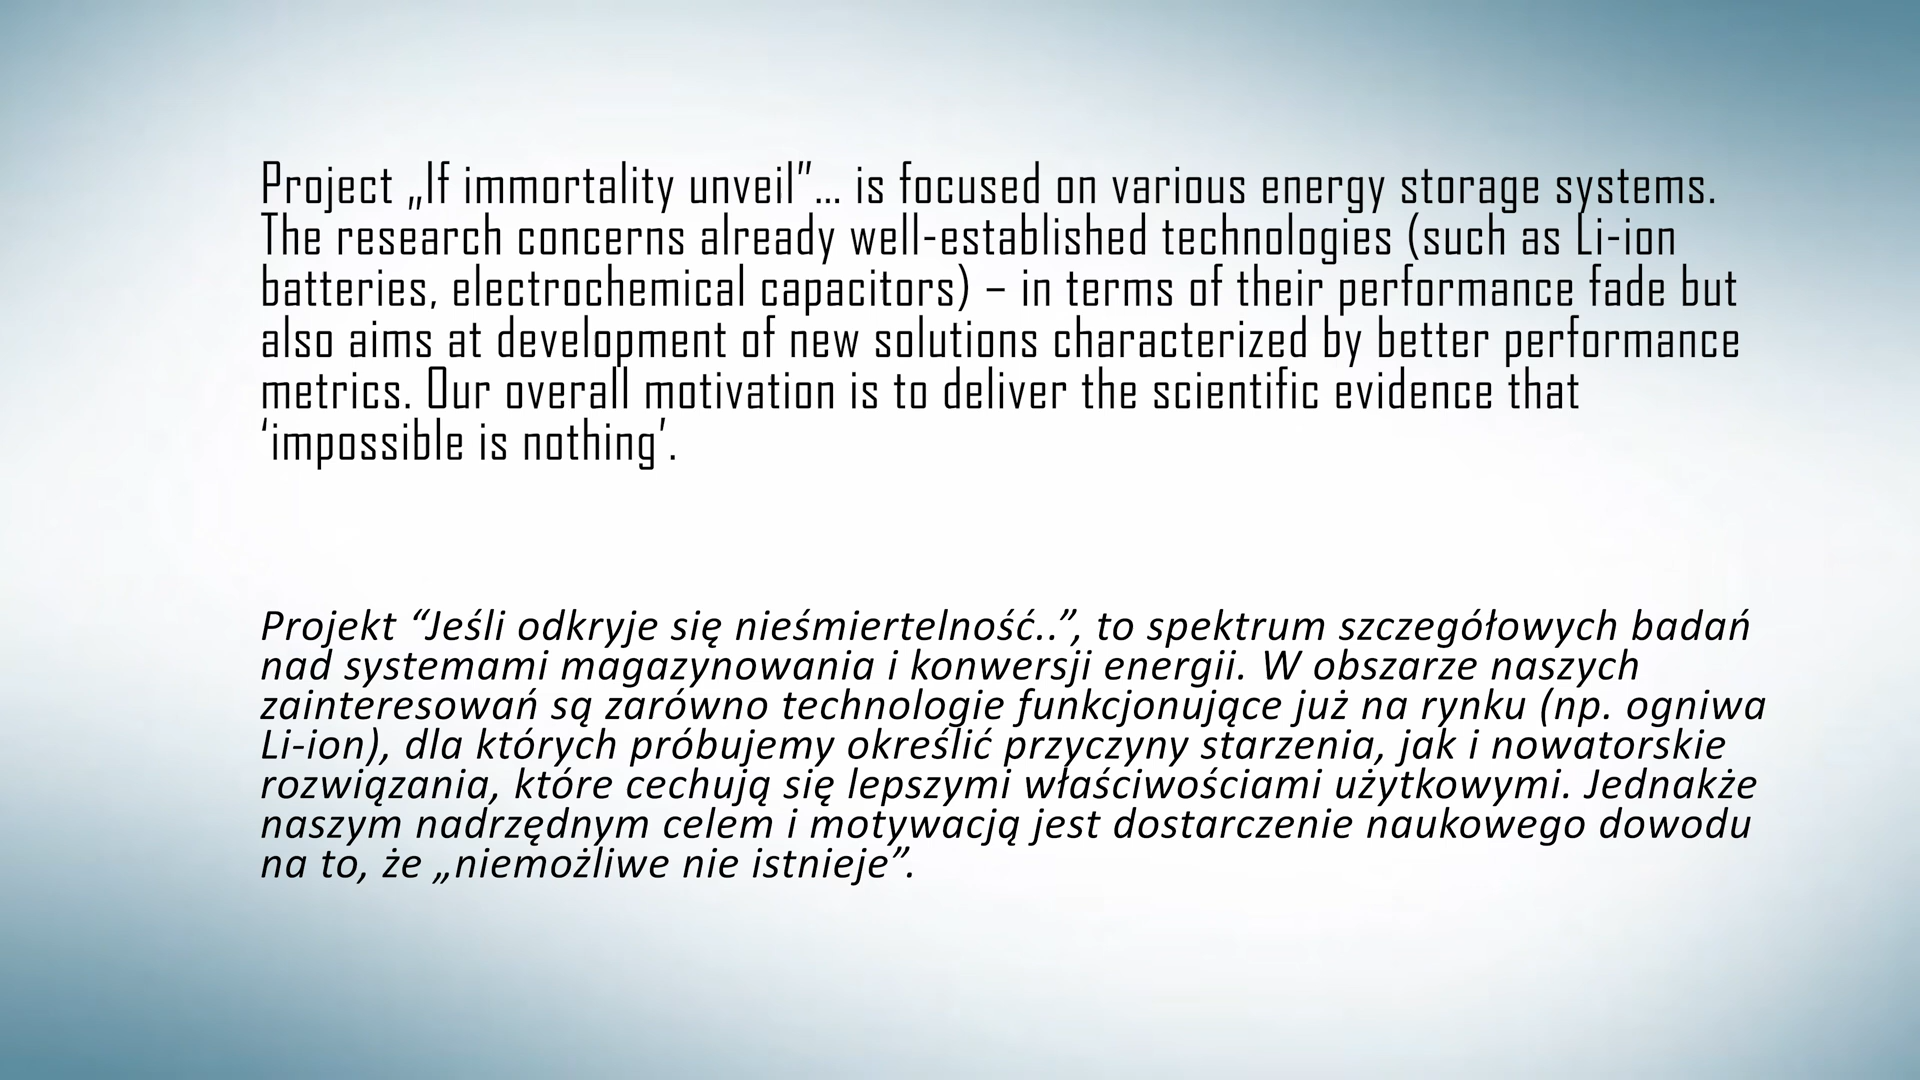 Project „If immortality unveil”... is focused on various energy storage systems.
The research concerns already well-established technologies (such as Li-ion
batteries, electrochemical capacitors) – in terms of their performance fade but
also aims at development of new solutions characterized by better performance
metrics. Our overall motivation is to deliver the scientific evidence that
‘impossible is nothing’.
Projekt “Jeśli odkryje się nieśmiertelność..”, to spektrum szczegółowych badań
nad systemami magazynowania i konwersji energii. W obszarze naszych
zainteresowań są zarówno technologie funkcjonujące już na rynku (np. ogniwa
Li-ion), dla których próbujemy określić przyczyny starzenia, jak i nowatorskie
rozwiązania, które cechują się lepszymi właściwościami użytkowymi. Jednakże
naszym nadrzędnym celem i motywacją jest dostarczenie naukowego dowodu
na to, że „niemożliwe nie istnieje”.